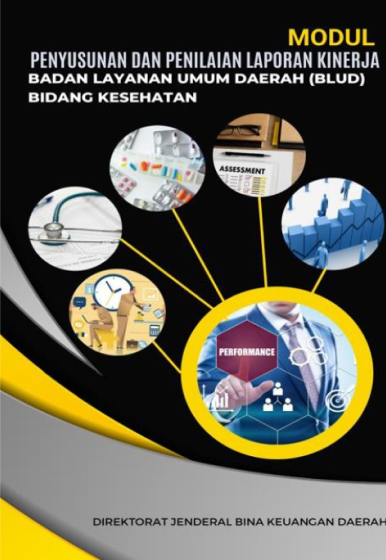 MODUL
PENYUSUNAN DAN PENILAIAN LAPORAN KINERJA
BADAN LAYANAN UMUM DAERAH (BLUD)
BIDANG KESEHATAN
ASSESSMENT
PERFORMANCE
DIREKTORAT JENDERAL BINA KEUANGAN DAERAH